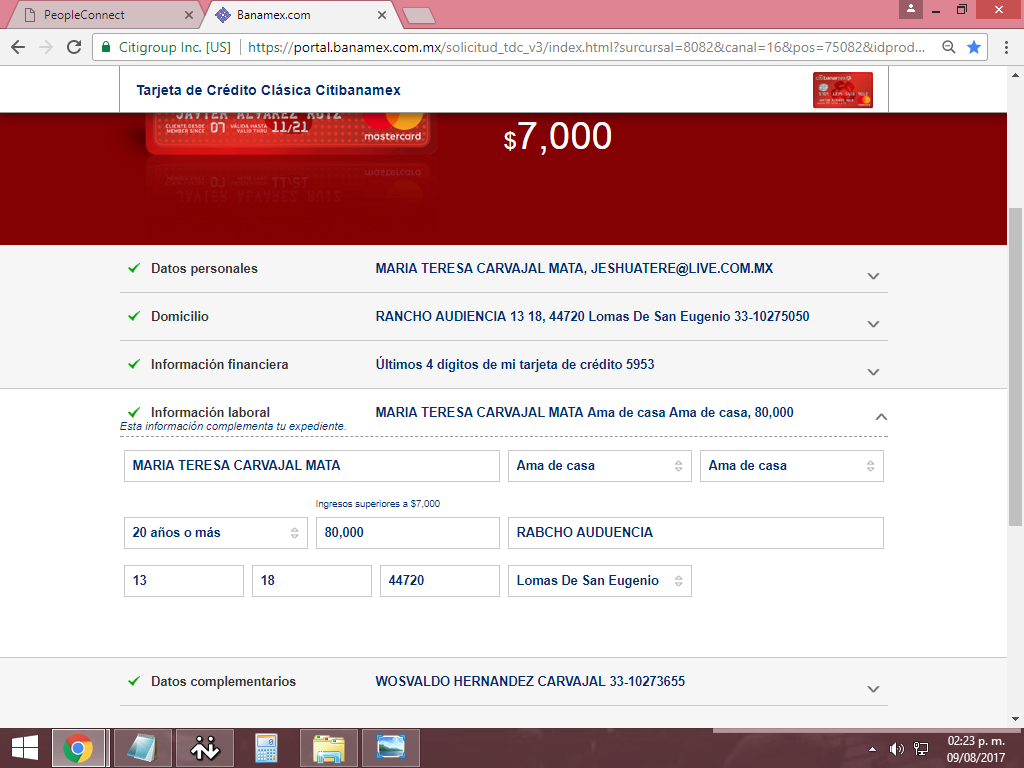 PeopleConnect
Banamex.com
Citigroup Inc. [US] https://portal.banamex.com.mx/solicitud_tdc_v3/index.html?surcursal=8082&canal=16&pos=75082&idprod...
Tarjeta de Crédito Clásica Citibanamex
JAVIER ALVAREZ RUIZ
CLIENTE DESDE MEMBER SINCE 07 VÁLIDA HASTA VALID THRU 11/21
mastercard
$7,000
Datos personales MARIA TERESA CARVAJAL MATA, JESHUATERE@LIVE.COM.MX
Domicilio RANCHO AUDIENCIA 13 18, 44720 Lomas De San Eugenio 33-10275050
Información financiera Últimos 4 dígitos de mi tarjeta de crédito 5953
Información laboral MARIA TERESA CARVAJAL MATA Ama de casa Ama de casa, 80,000
Esta información complementa tu expediente.
MARIA TERESA CARVAJAL MATA Ama de casa Ama de casa
Ingresos superiores a $7,000
20 años o más 80,000 RABCHO AUDUENCIA
13 18 44720 Lomas De San Eugenio
Datos complementarios WOSVALDO HERNANDEZ CARVAJAL 33-10273655
02:23 p. m.
09/08/2017